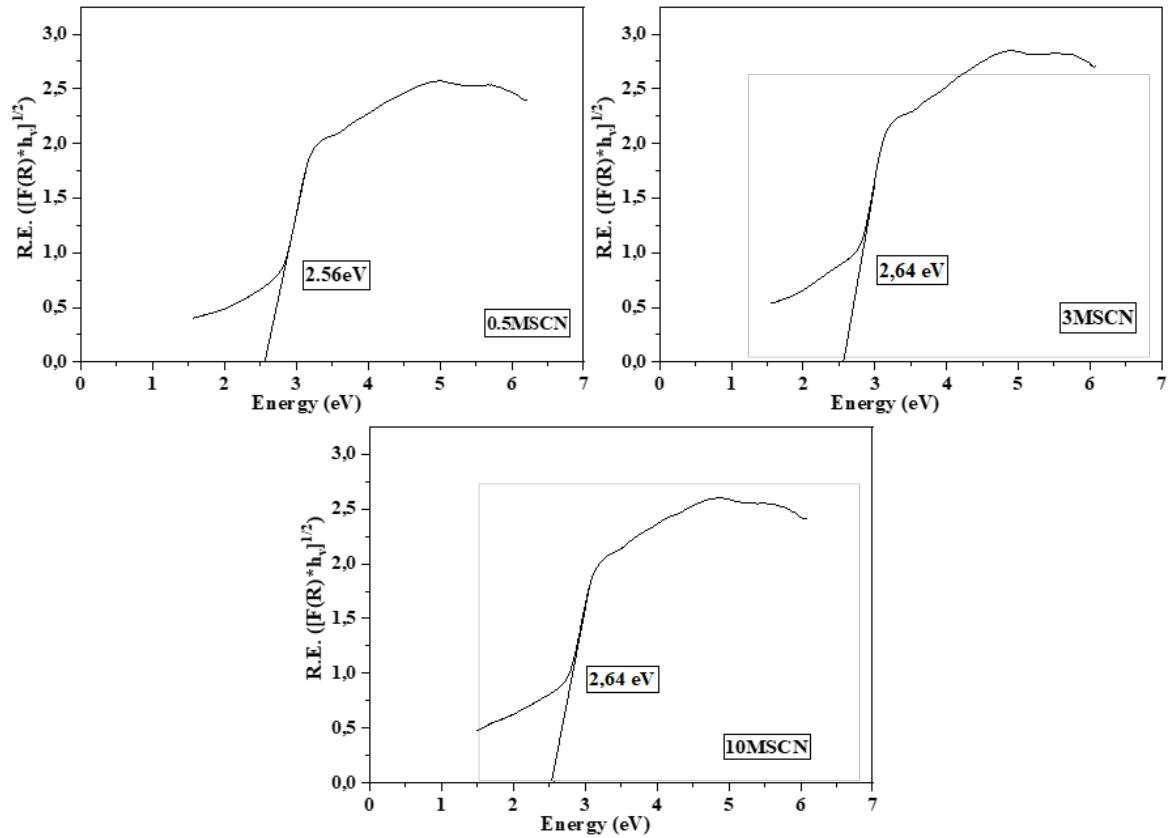 R.E. ([F(R)*hᵥ]^1/2)
3,0
2,5
2,0
1,5
1,0
0,5
0,0
2.56eV
0.5MSCN
0 1 2 3 4 5 6 7
Energy (eV)
R.E. ([F(R)*hᵥ]^1/2)
3,0
2,5
2,0
1,5
1,0
0,5
0,0
2,64 eV
3MSCN
0 1 2 3 4 5 6 7
Energy (eV)
R.E. ([F(R)*hᵥ]^1/2)
3,0
2,5
2,0
1,5
1,0
0,5
0,0
2,64 eV
10MSCN
0 1 2 3 4 5 6 7
Energy (eV)